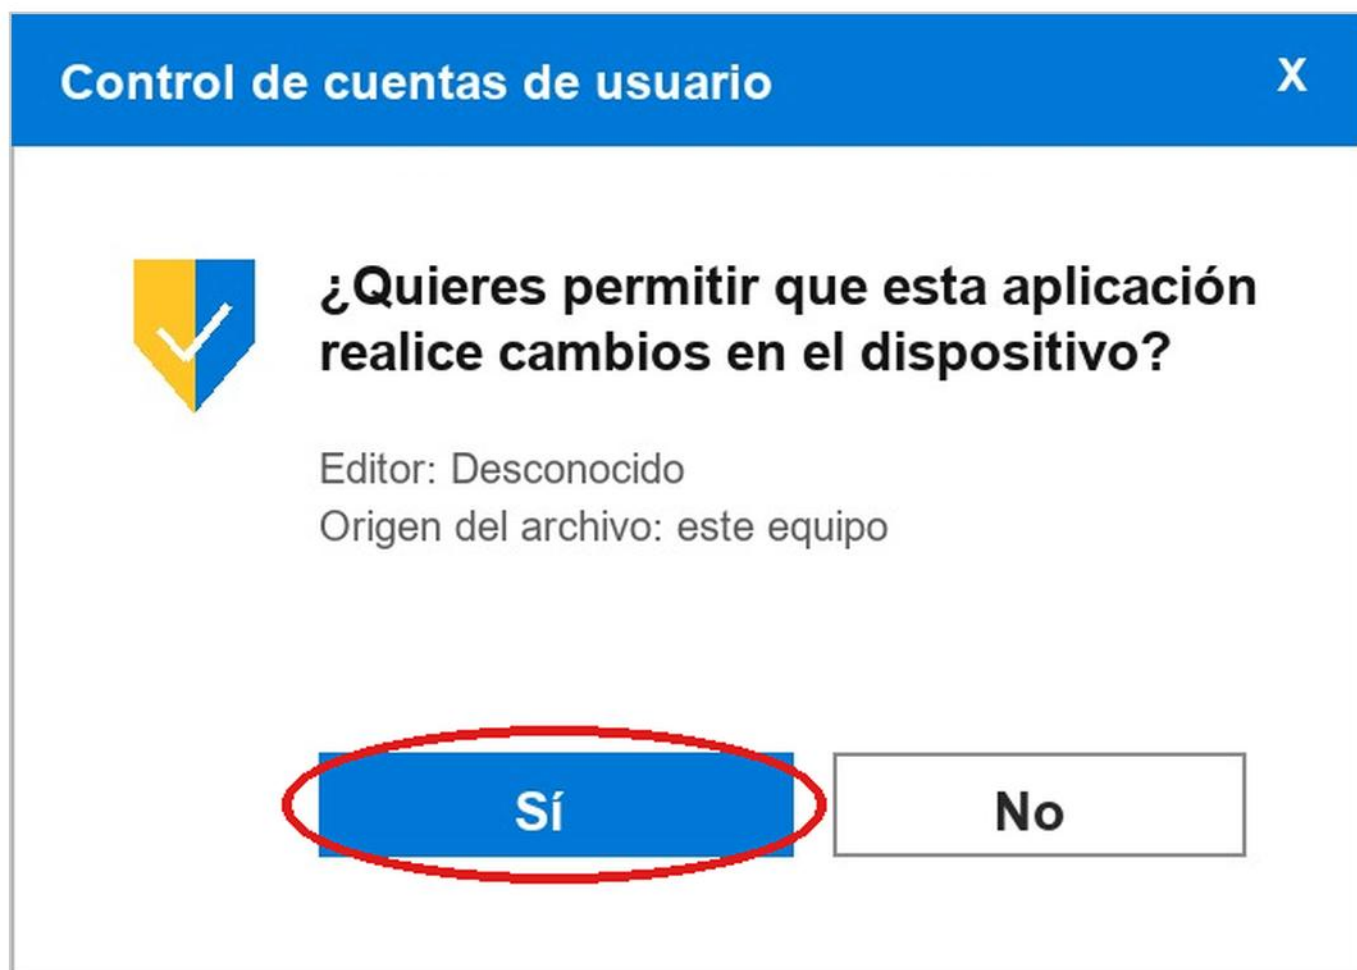 Control de cuentas de usuario
X
¿Quieres permitir que esta aplicación
realice cambios en el dispositivo?
Editor: Desconocido
Origen del archivo: este equipo
Sí
No